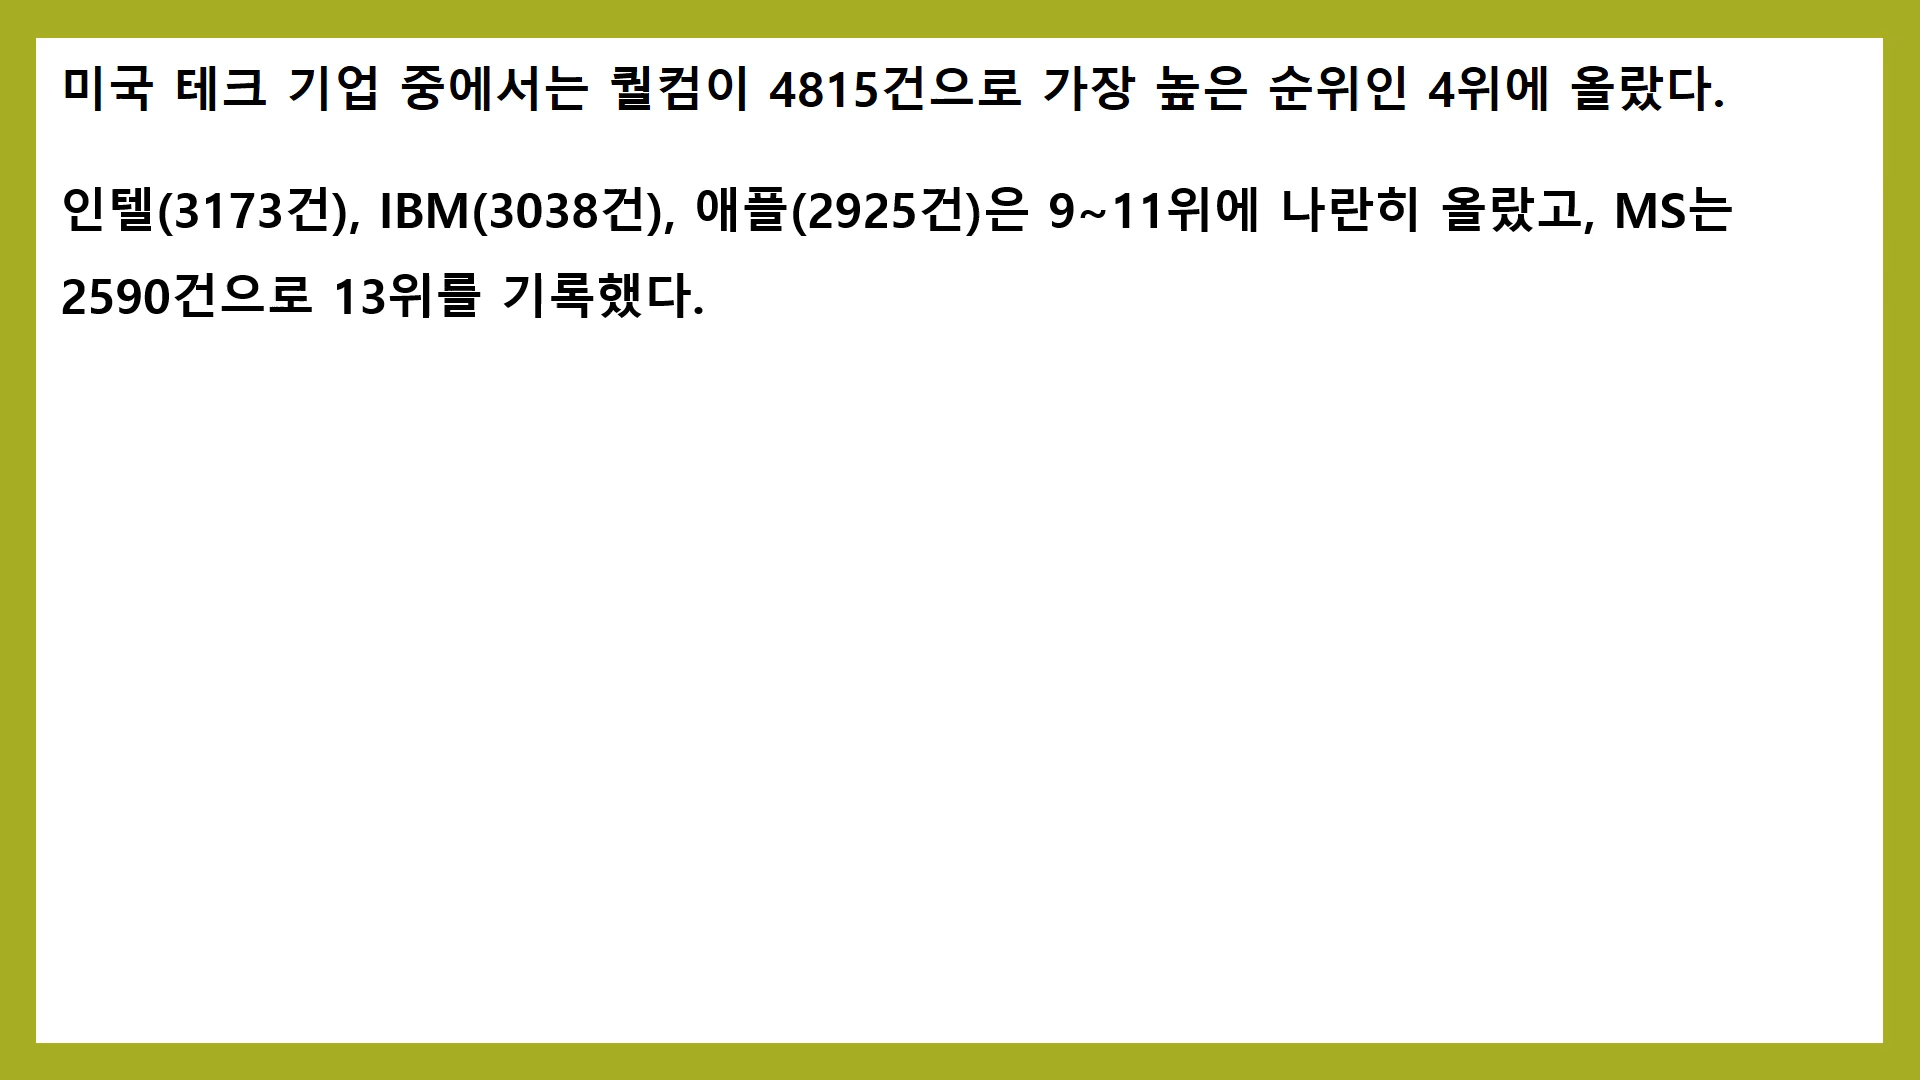 미국 테크 기업 중에서는 퀄컴이 4815건으로 가장 높은 순위인 4위에 올랐다.
인텔(3173건), IBM(3038건), 애플(2925건)은 9~11위에 나란히 올랐고, MS는
2590건으로 13위를 기록했다.